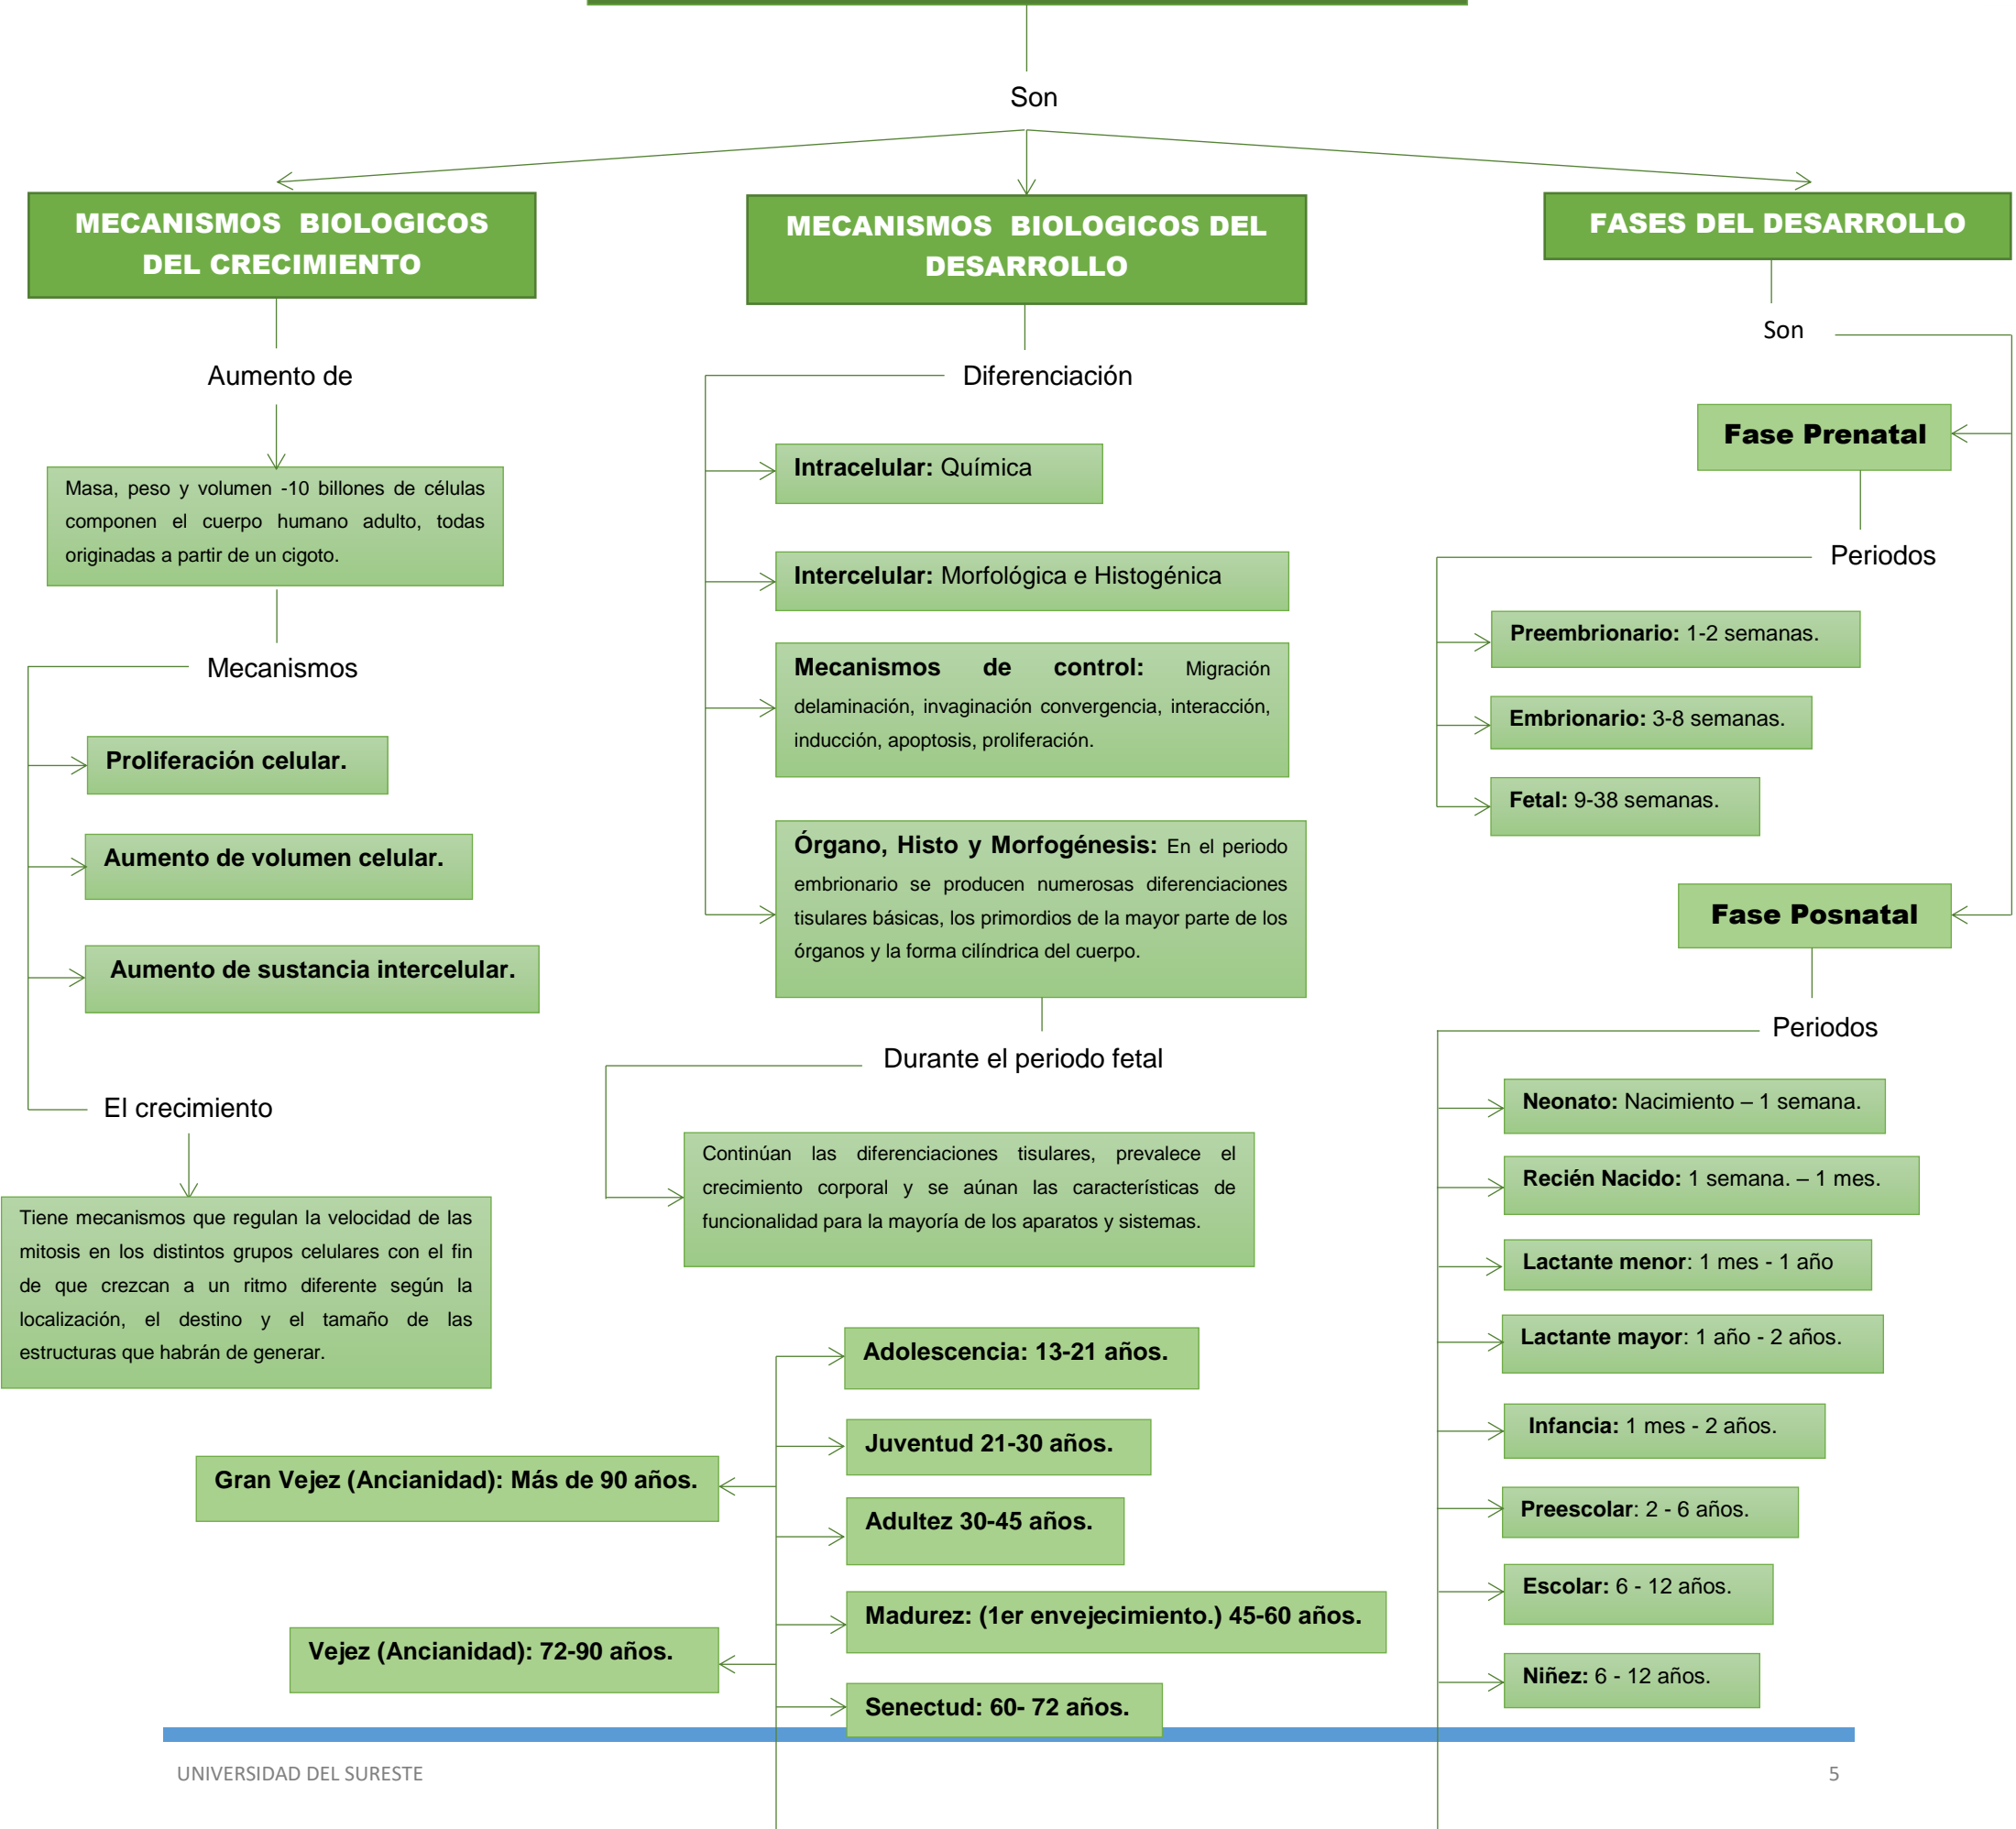 Son
MECANISMOS BIOLOGICOS
DEL CRECIMIENTO
Aumento de
Masa, peso y volumen -10 billones de células
componen el cuerpo humano adulto, todas
originadas a partir de un cigoto.
Mecanismos
Proliferación celular.
Aumento de volumen celular.
Aumento de sustancia intercelular.
El crecimiento
Tiene mecanismos que regulan la velocidad de las
mitosis en los distintos grupos celulares con el fin
de que crezcan a un ritmo diferente según la
localización, el destino y el tamaño de las
estructuras que habrán de generar.
MECANISMOS BIOLOGICOS DEL
DESARROLLO
Diferenciación
Intracelular: Química
Intercelular: Morfológica e Histogénica
Mecanismos de control: Migración
delaminación, invaginación convergencia, interacción,
inducción, apoptosis, proliferación.
Órgano, Histo y Morfogénesis: En el periodo
embrionario se producen numerosas diferenciaciones
tisulares básicas, los primordios de la mayor parte de los
órganos y la forma cilíndrica del cuerpo.
Durante el periodo fetal
Continúan las diferenciaciones tisulares, prevalece el
crecimiento corporal y se aúnan las características de
funcionalidad para la mayoría de los aparatos y sistemas.
FASES DEL DESARROLLO
Son
Fase Prenatal
Periodos
Preembrionario: 1-2 semanas.
Embrionario: 3-8 semanas.
Fetal: 9-38 semanas.
Fase Posnatal
Periodos
Neonato: Nacimiento – 1 semana.
Recién Nacido: 1 semana. – 1 mes.
Lactante menor: 1 mes - 1 año
Lactante mayor: 1 año - 2 años.
Infancia: 1 mes - 2 años.
Preescolar: 2 - 6 años.
Escolar: 6 - 12 años.
Niñez: 6 - 12 años.
Adolescencia: 13-21 años.
Juventud 21-30 años.
Adultez 30-45 años.
Madurez: (1er envejecimiento.) 45-60 años.
Senectud: 60- 72 años.
Vejez (Ancianidad): 72-90 años.
Gran Vejez (Ancianidad): Más de 90 años.
UNIVERSIDAD DEL SURESTE
5